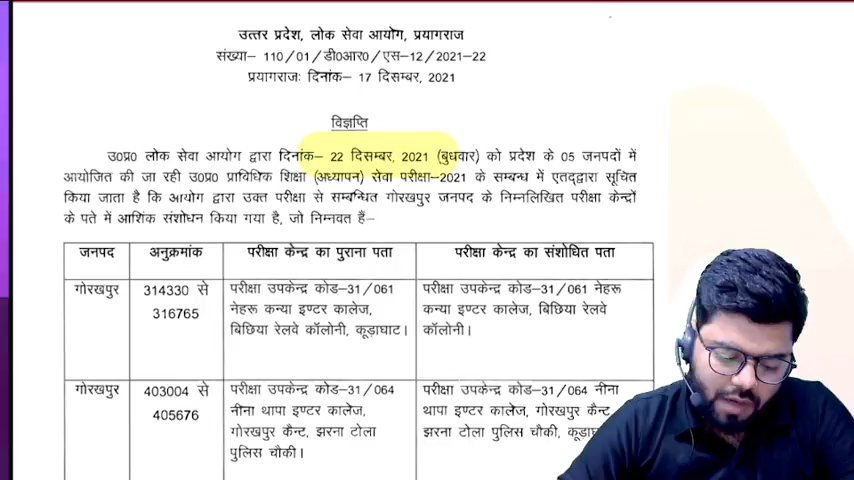 उत्तर प्रदेश, लोक सेवा आयोग, प्रयागराज
संख्या- 110/01/डी0आर0/एस-12/2021-22
प्रयागराजः दिनांक- 17 दिसम्बर, 2021
विज्ञप्ति
उ0प्र0 लोक सेवा आयोग द्वारा दिनांक- 22 दिसम्बर, 2021 (बुधवार) को प्रदेश के 05 जनपदों में
आयोजित की जा रही उ0प्र0 प्राविधिक शिक्षा (अध्यापन) सेवा परीक्षा-2021 के सम्बन्ध में एतद्द्वारा सूचित
किया जाता है कि आयोग द्वारा उक्त परीक्षा से सम्बन्धित गोरखपुर जनपद के निम्नलिखित परीक्षा केन्द्रों
के पते में आंशिक संशोधन किया गया है, जो निम्नवत हैं-
जनपद अनुक्रमांक परीक्षा केन्द्र का पुराना पता परीक्षा केन्द्र का संशोधित पता
गोरखपुर 314330 से परीक्षा उपकेन्द्र कोड-31/061 परीक्षा उपकेन्द्र कोड-31/061 नेहरू
316765 नेहरू कन्या इण्टर कालेज, कन्या इण्टर कालेज, बिछिया रेलवे
बिछिया रेलवे कॉलोनी, कूड़ाघाट। कॉलोनी।
गोरखपुर 403004 से परीक्षा उपकेन्द्र कोड-31/064 परीक्षा उपकेन्द्र कोड-31/064 नीना
405676 नीना थापा इण्टर कालेज, थापा इण्टर कालेज, गोरखपुर कैन्ट,
गोरखपुर कैन्ट, झरना टोला झरना टोला पुलिस चौकी,
पुलिस चौकी।